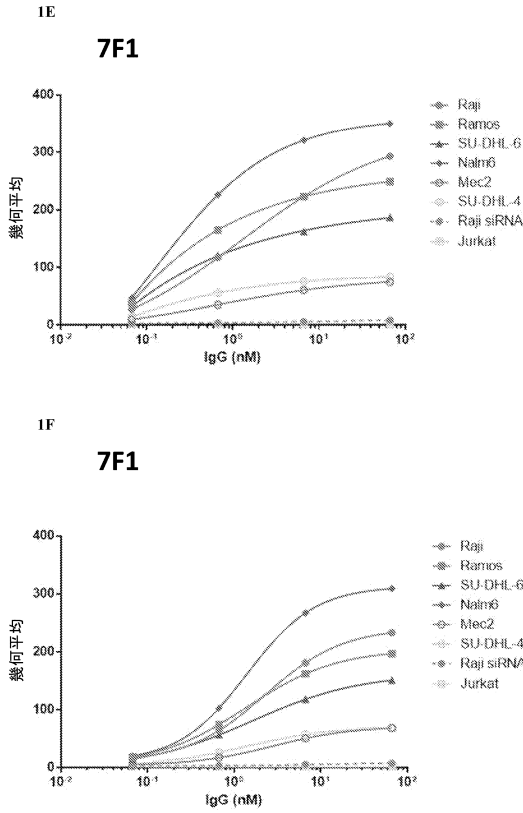 1E
7F1
400
300
200
100
0
幾何平均
10-2
10-1
10⁰
10¹
10²
IgG (nM)
Raji
Ramos
SU-DHL-6
Nalm6
Mec2
SU-DHL-4
Raji siRNA
Jurkat
1F
7F1
400
300
200
100
0
幾何平均
10-2
10-1
10⁰
10¹
10²
IgG (nM)
Raji
Ramos
SU-DHL-6
Nalm6
Mec2
SU-DHL-4
Raji siRNA
Jurkat